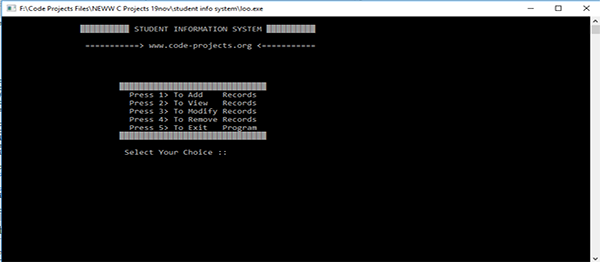 F:\Code Projects Files\NEWW C Projects 19nov\student info system\loo.exe
STUDENT INFORMATION SYSTEM
===========> www.code-projects.org <===========
Press 1> To Add Records
Press 2> To View Records
Press 3> To Modify Records
Press 4> To Remove Records
Press 5> To Exit Program
Select Your Choice ::